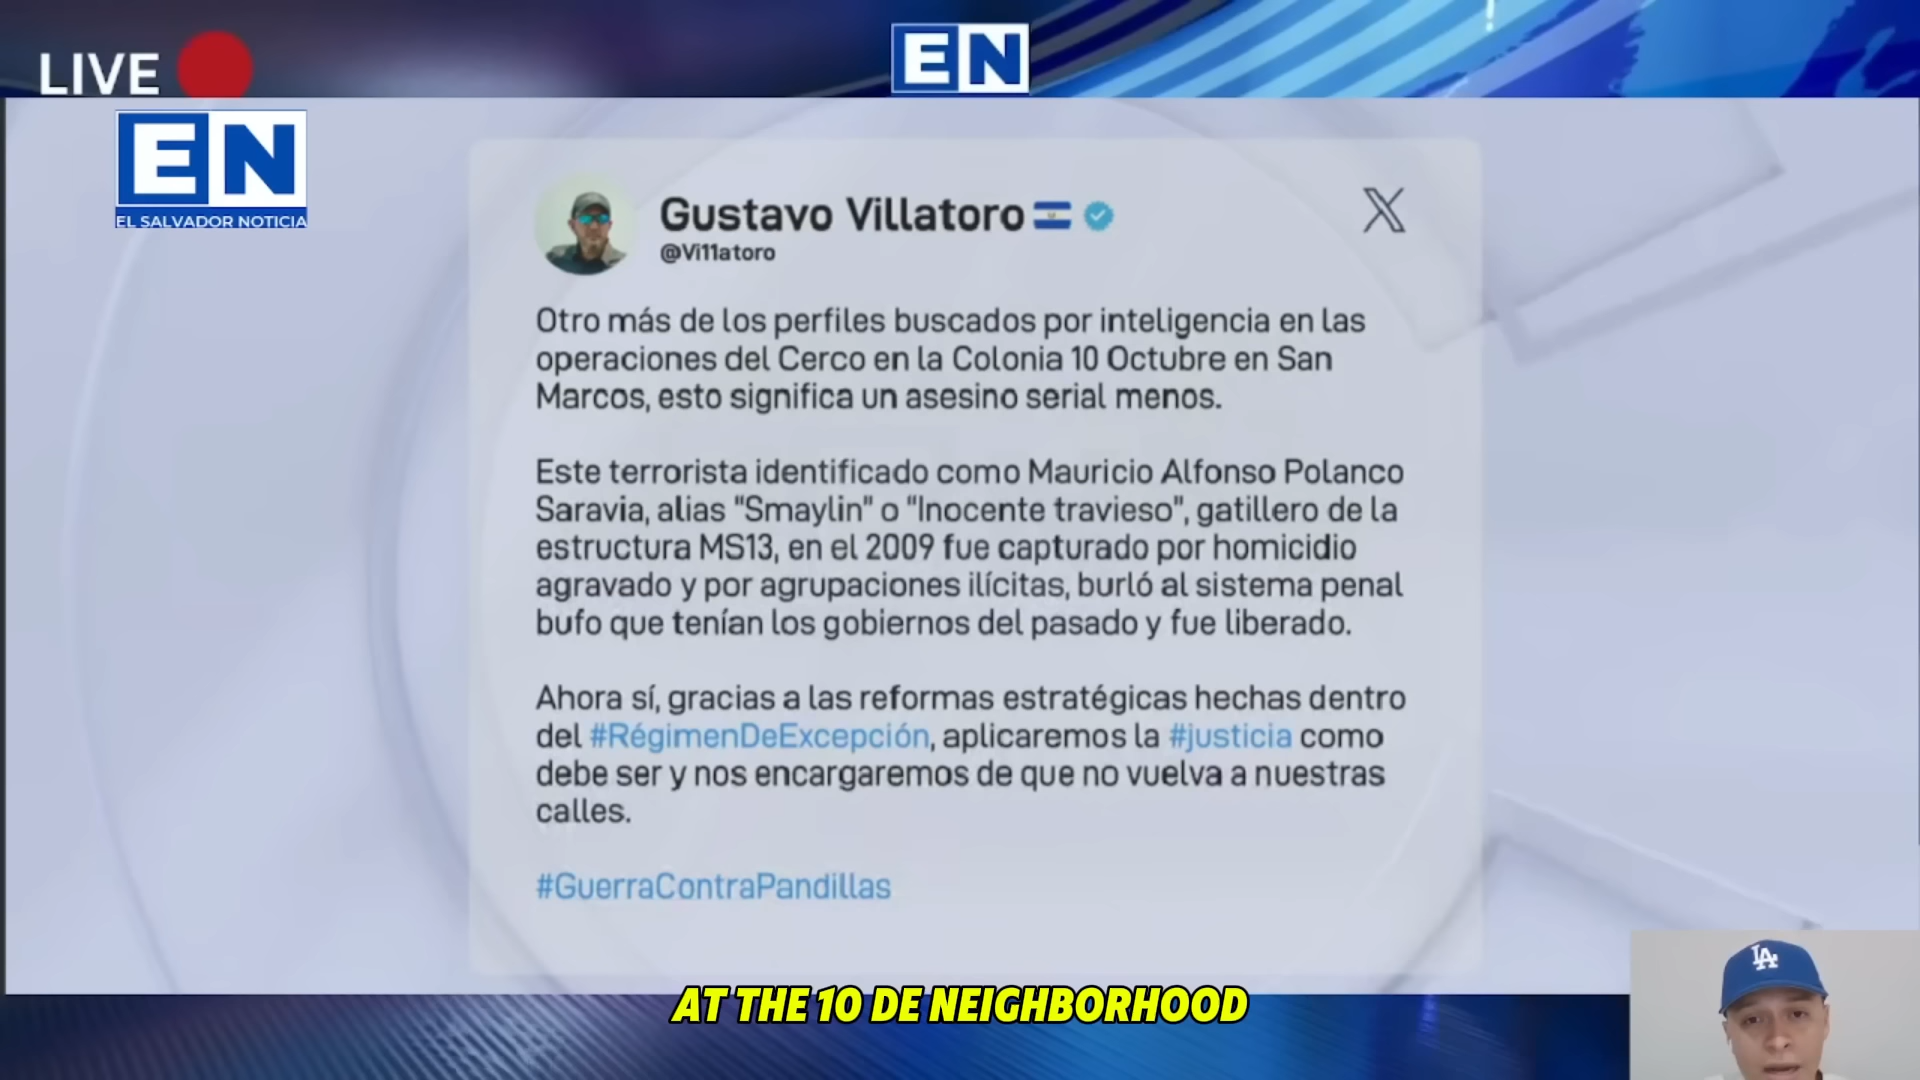 LIVE
EN
EN
EL SALVADOR NOTICIA
Gustavo Villatoro
@Vi11atoro
Otro más de los perfiles buscados por inteligencia en las
operaciones del Cerco en la Colonia 10 Octubre en San
Marcos, esto significa un asesino serial menos.
Este terrorista identificado como Mauricio Alfonso Polanco
Saravia, alias "Smaylin" o "Inocente travieso", gatillero de la
estructura MS13, en el 2009 fue capturado por homicidio
agravado y por agrupaciones ilícitas, burló al sistema penal
bufo que tenían los gobiernos del pasado y fue liberado.
Ahora sí, gracias a las reformas estratégicas hechas dentro
del #RégimenDeExcepción, aplicaremos la #justicia como
debe ser y nos encargaremos de que no vuelva a nuestras
calles.
#GuerraContraPandillas
AT THE 10 DE NEIGHBORHOOD
LA